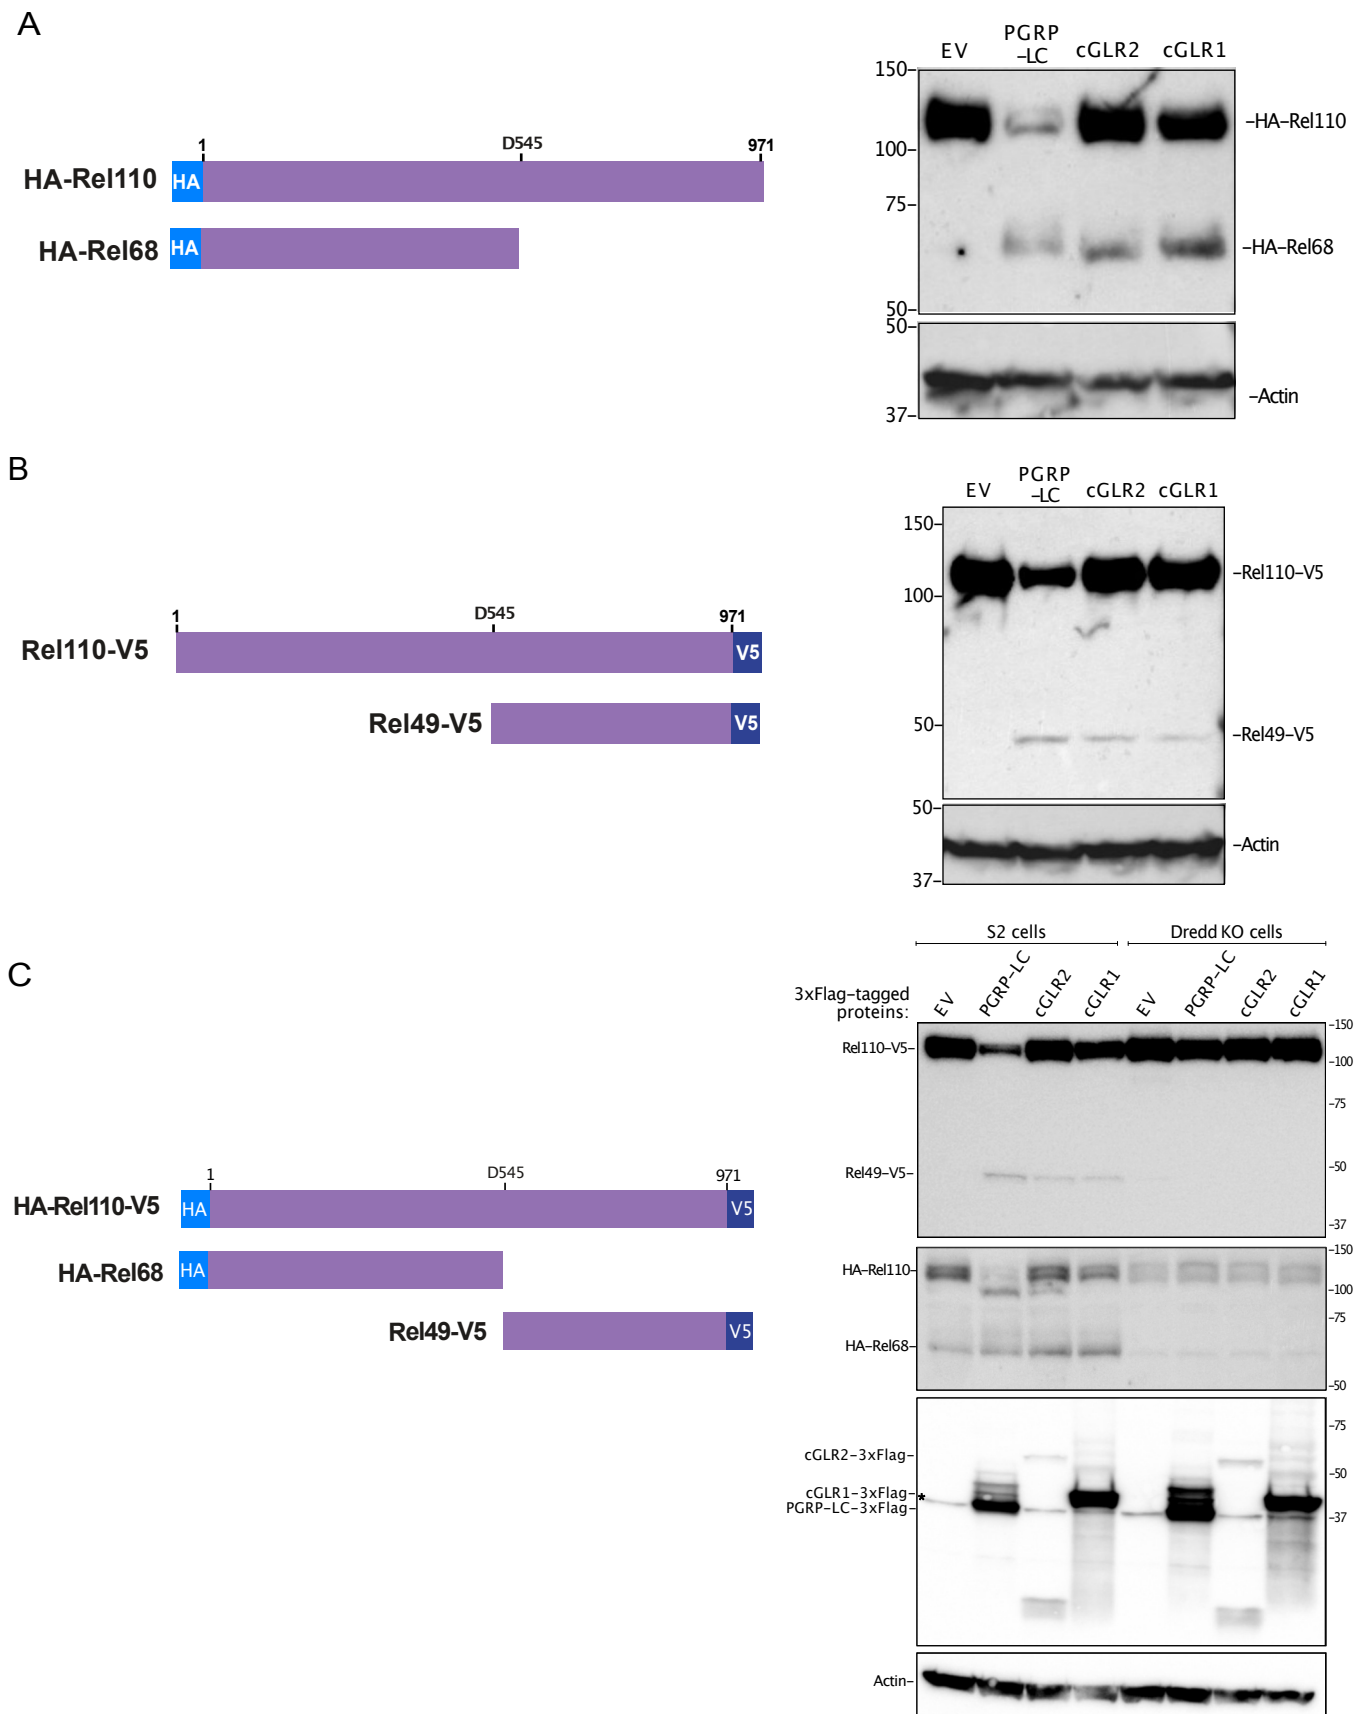 A
EV
PGRP
–LC
cGLR2
cGLR1
150–
100–
75–
50–
–HA–Rel110
–HA–Rel68
1
D545
971
HA-Rel110
HA
HA-Rel68
HA
50–
37–
–Actin
B
EV
PGRP
–LC
cGLR2
cGLR1
150–
100–
50–
–Rel110–V5
–Rel49–V5
1
D545
971
Rel110-V5
V5
Rel49-V5
V5
50–
37–
–Actin
C
S2 cells
Dredd KO cells
3xFlag–tagged
proteins:
EV
PGRP–LC
cGLR2
cGLR1
EV
PGRP–LC
cGLR2
cGLR1
Rel110–V5–
Rel49–V5–
–150
–100
–75
–50
–37
1
D545
971
HA-Rel110-V5
HA
V5
HA-Rel68
HA
Rel49-V5
V5
HA–Rel110–
HA–Rel68–
–150
–100
–75
–50
cGLR2–3xFlag–
cGLR1–3xFlag–
*
PGRP–LC–3xFlag–
–75
–50
–37
Actin–